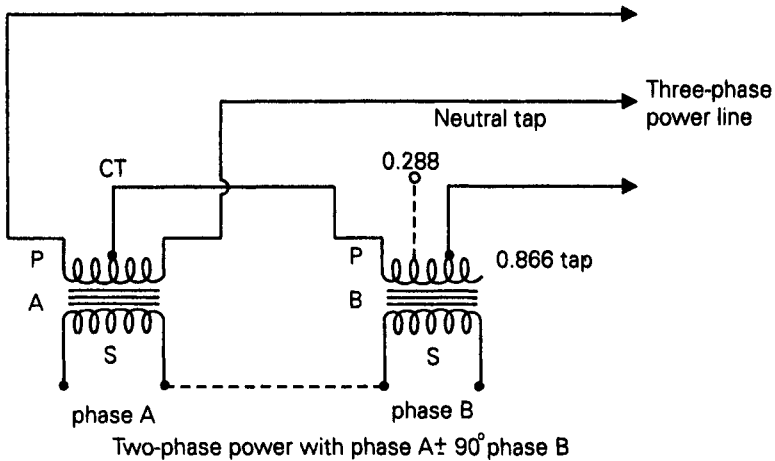 Three-phase
power line
Neutral tap
0.288
CT
P
P
0.866 tap
A
B
S
S
phase A
phase B
Two-phase power with phase A± 90° phase B